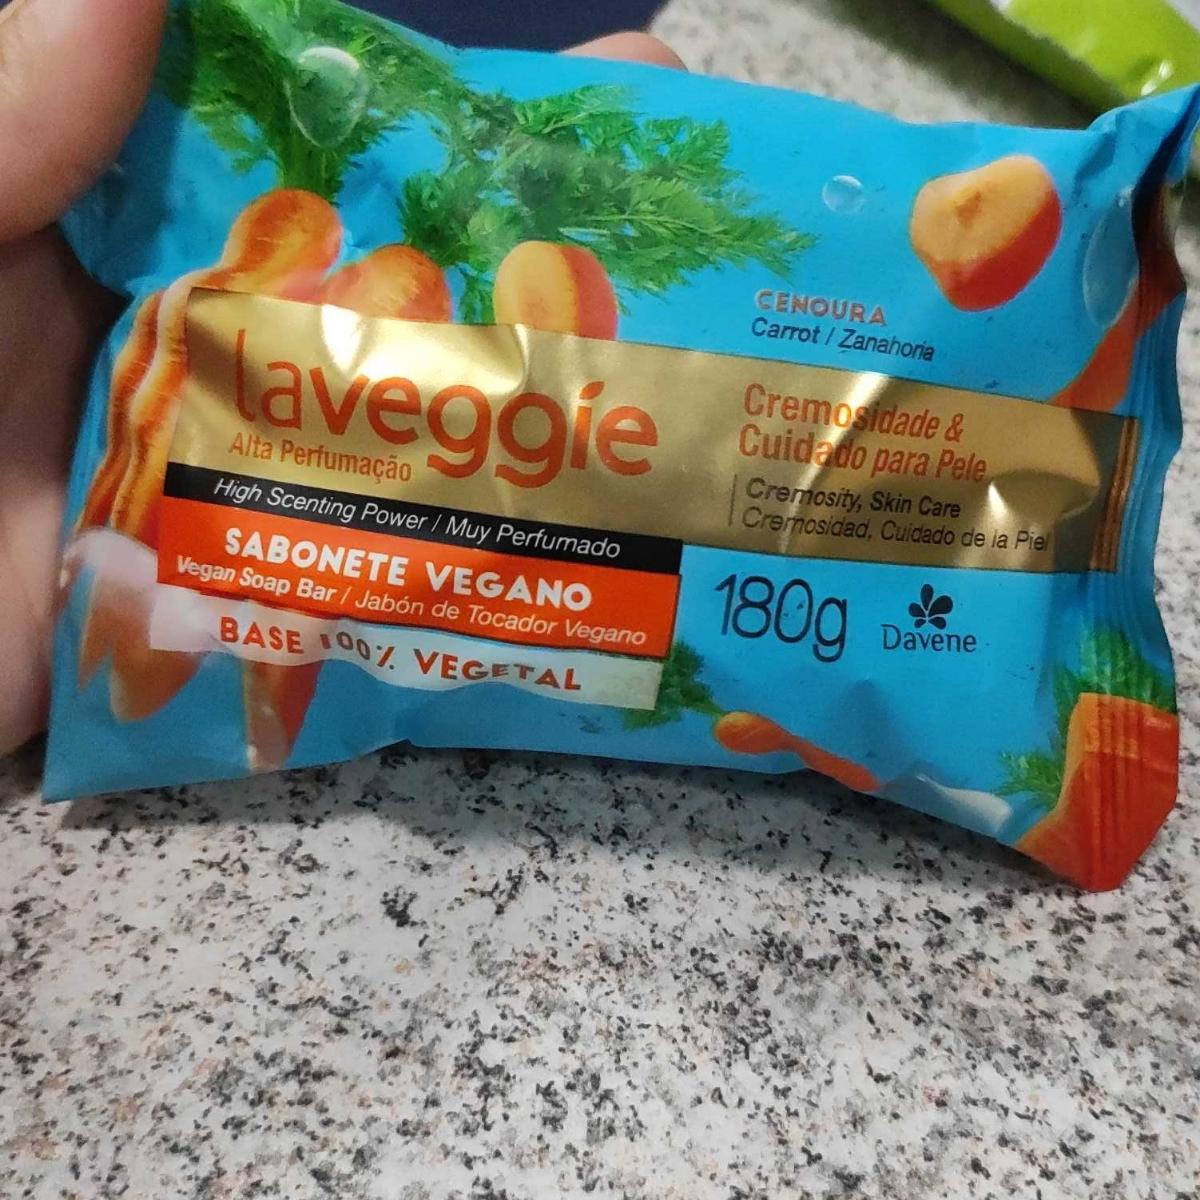 CENOURA
Carrot / Zanahoria
laveggie
Alta Perfumação
Cremosidade &
Cuidado para Pele
Cremosity, Skin Care
Cremosidad, Cuidado de la Piel
High Scenting Power / Muy Perfumado
SABONETE VEGANO
Vegan Soap Bar / Jabón de Tocador Vegano
BASE 100% VEGETAL
180g
Davene